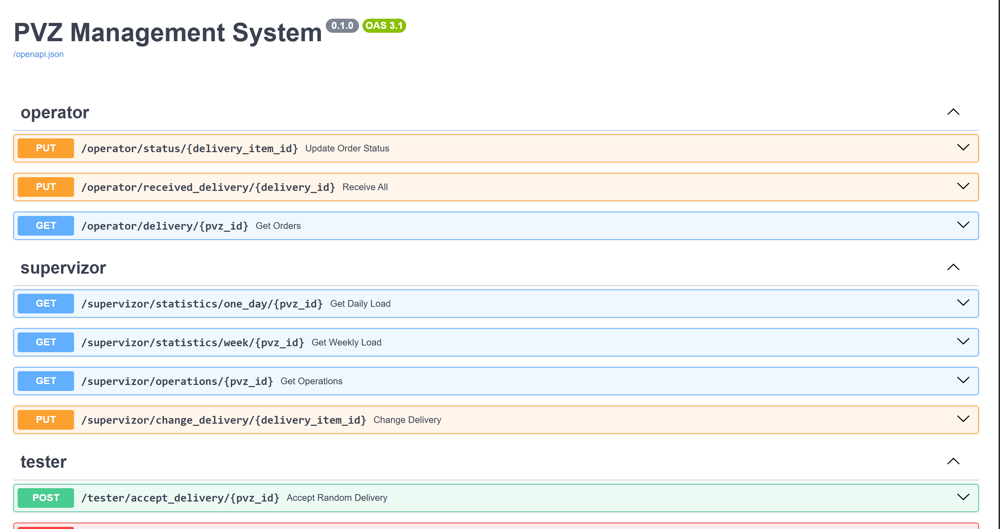 PVZ Management System 0.1.0 OAS 3.1
/openapi.json
operator
PUT /operator/status/{delivery_item_id} Update Order Status
PUT /operator/received_delivery/{delivery_id} Receive All
GET /operator/delivery/{pvz_id} Get Orders
supervizor
GET /supervizor/statistics/one_day/{pvz_id} Get Daily Load
GET /supervizor/statistics/week/{pvz_id} Get Weekly Load
GET /supervizor/operations/{pvz_id} Get Operations
PUT /supervizor/change_delivery/{delivery_item_id} Change Delivery
tester
POST /tester/accept_delivery/{pvz_id} Accept Random Delivery